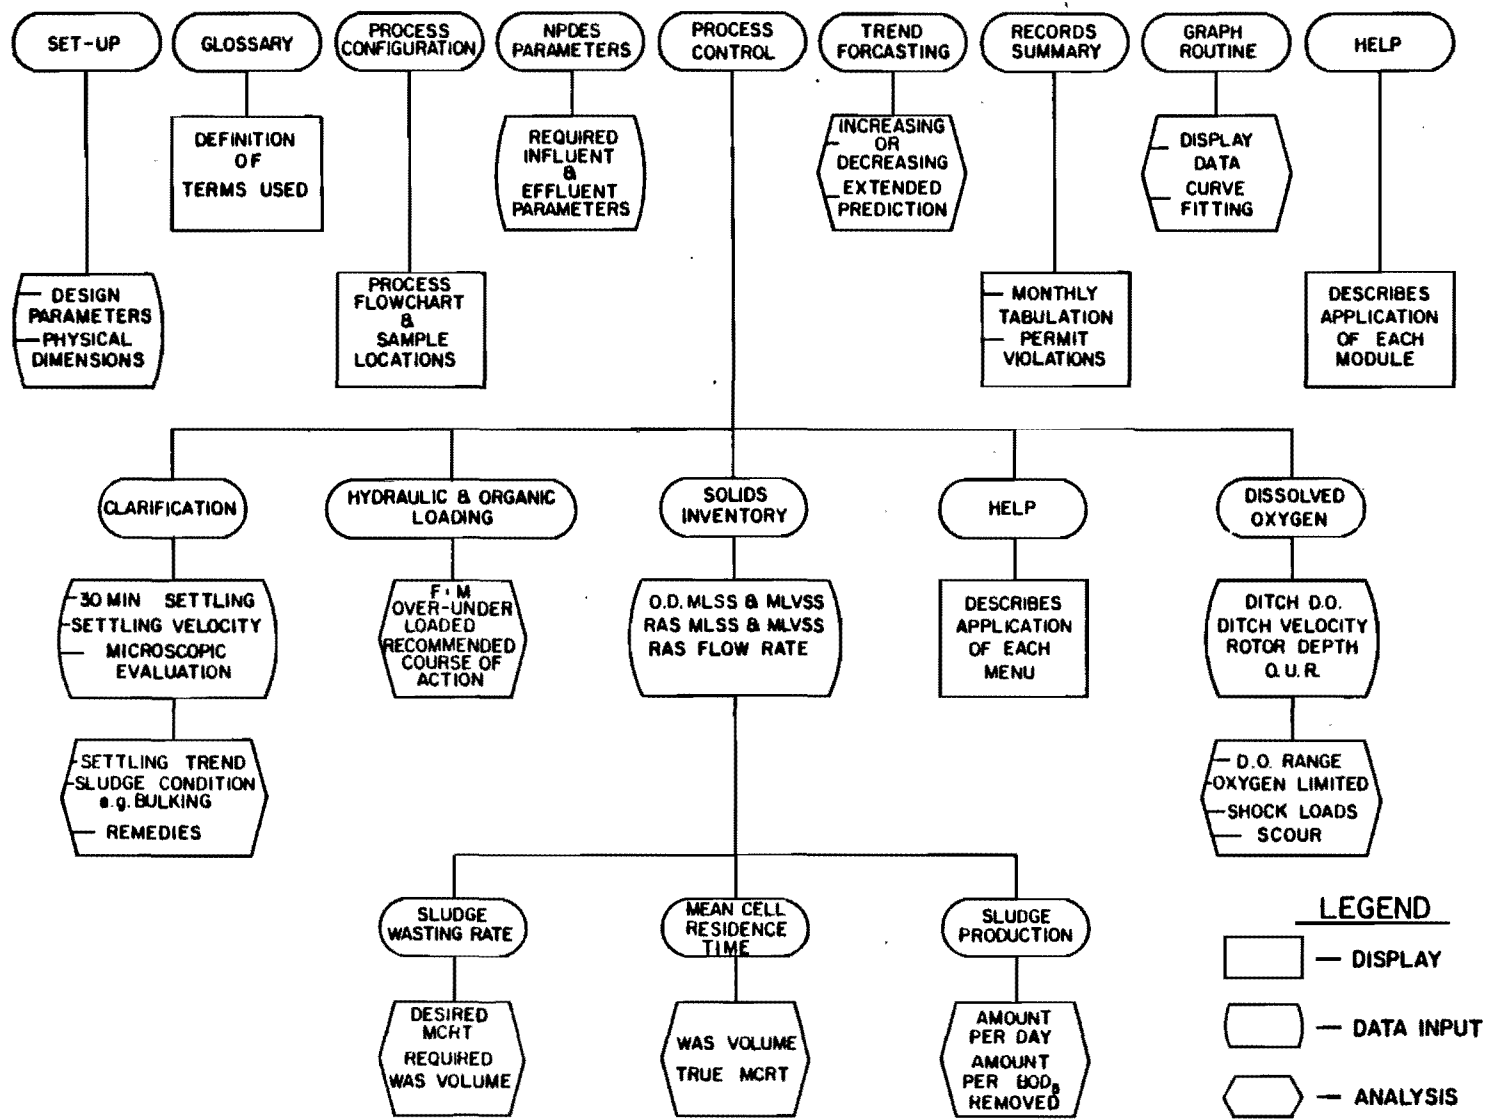 SET-UP
GLOSSARY
PROCESS
CONFIGURATION
NPDES
PARAMETERS
PROCESS
CONTROL
TREND
FORCASTING
RECORDS
SUMMARY
GRAPH
ROUTINE
HELP
DEFINITION
OF
TERMS USED
REQUIRED
INFLUENT
&
EFFLUENT
PARAMETERS
INCREASING
OR
DECREASING
EXTENDED
PREDICTION
DISPLAY
DATA
CURVE
FITTING
DESIGN
PARAMETERS
PHYSICAL
DIMENSIONS
PROCESS
FLOWCHART
&
SAMPLE
LOCATIONS
MONTHLY
TABULATION
PERMIT
VIOLATIONS
DESCRIBES
APPLICATION
OF EACH
MODULE
CLARIFICATION
HYDRAULIC & ORGANIC
LOADING
SOLIDS
INVENTORY
HELP
DISSOLVED
OXYGEN
30 MIN SETTLING
SETTLING VELOCITY
MICROSCOPIC
EVALUATION
F:M
OVER-UNDER
LOADED
RECOMMENDED
COURSE OF
ACTION
O.D. MLSS & MLVSS
RAS MLSS & MLVSS
RAS FLOW RATE
DESCRIBES
APPLICATION
OF EACH
MENU
DITCH D.O.
DITCH VELOCITY
ROTOR DEPTH
O.U.R.
SETTLING TREND
SLUDGE CONDITION
e.g. BULKING
REMEDIES
D.O. RANGE
OXYGEN LIMITED
SHOCK LOADS
SCOUR
SLUDGE
WASTING RATE
MEAN CELL
RESIDENCE
TIME
SLUDGE
PRODUCTION
DESIRED
MCRT
REQUIRED
WAS VOLUME
WAS VOLUME
TRUE MCRT
AMOUNT
PER DAY
AMOUNT
PER BOD5
REMOVED
LEGEND
— DISPLAY
— DATA INPUT
— ANALYSIS